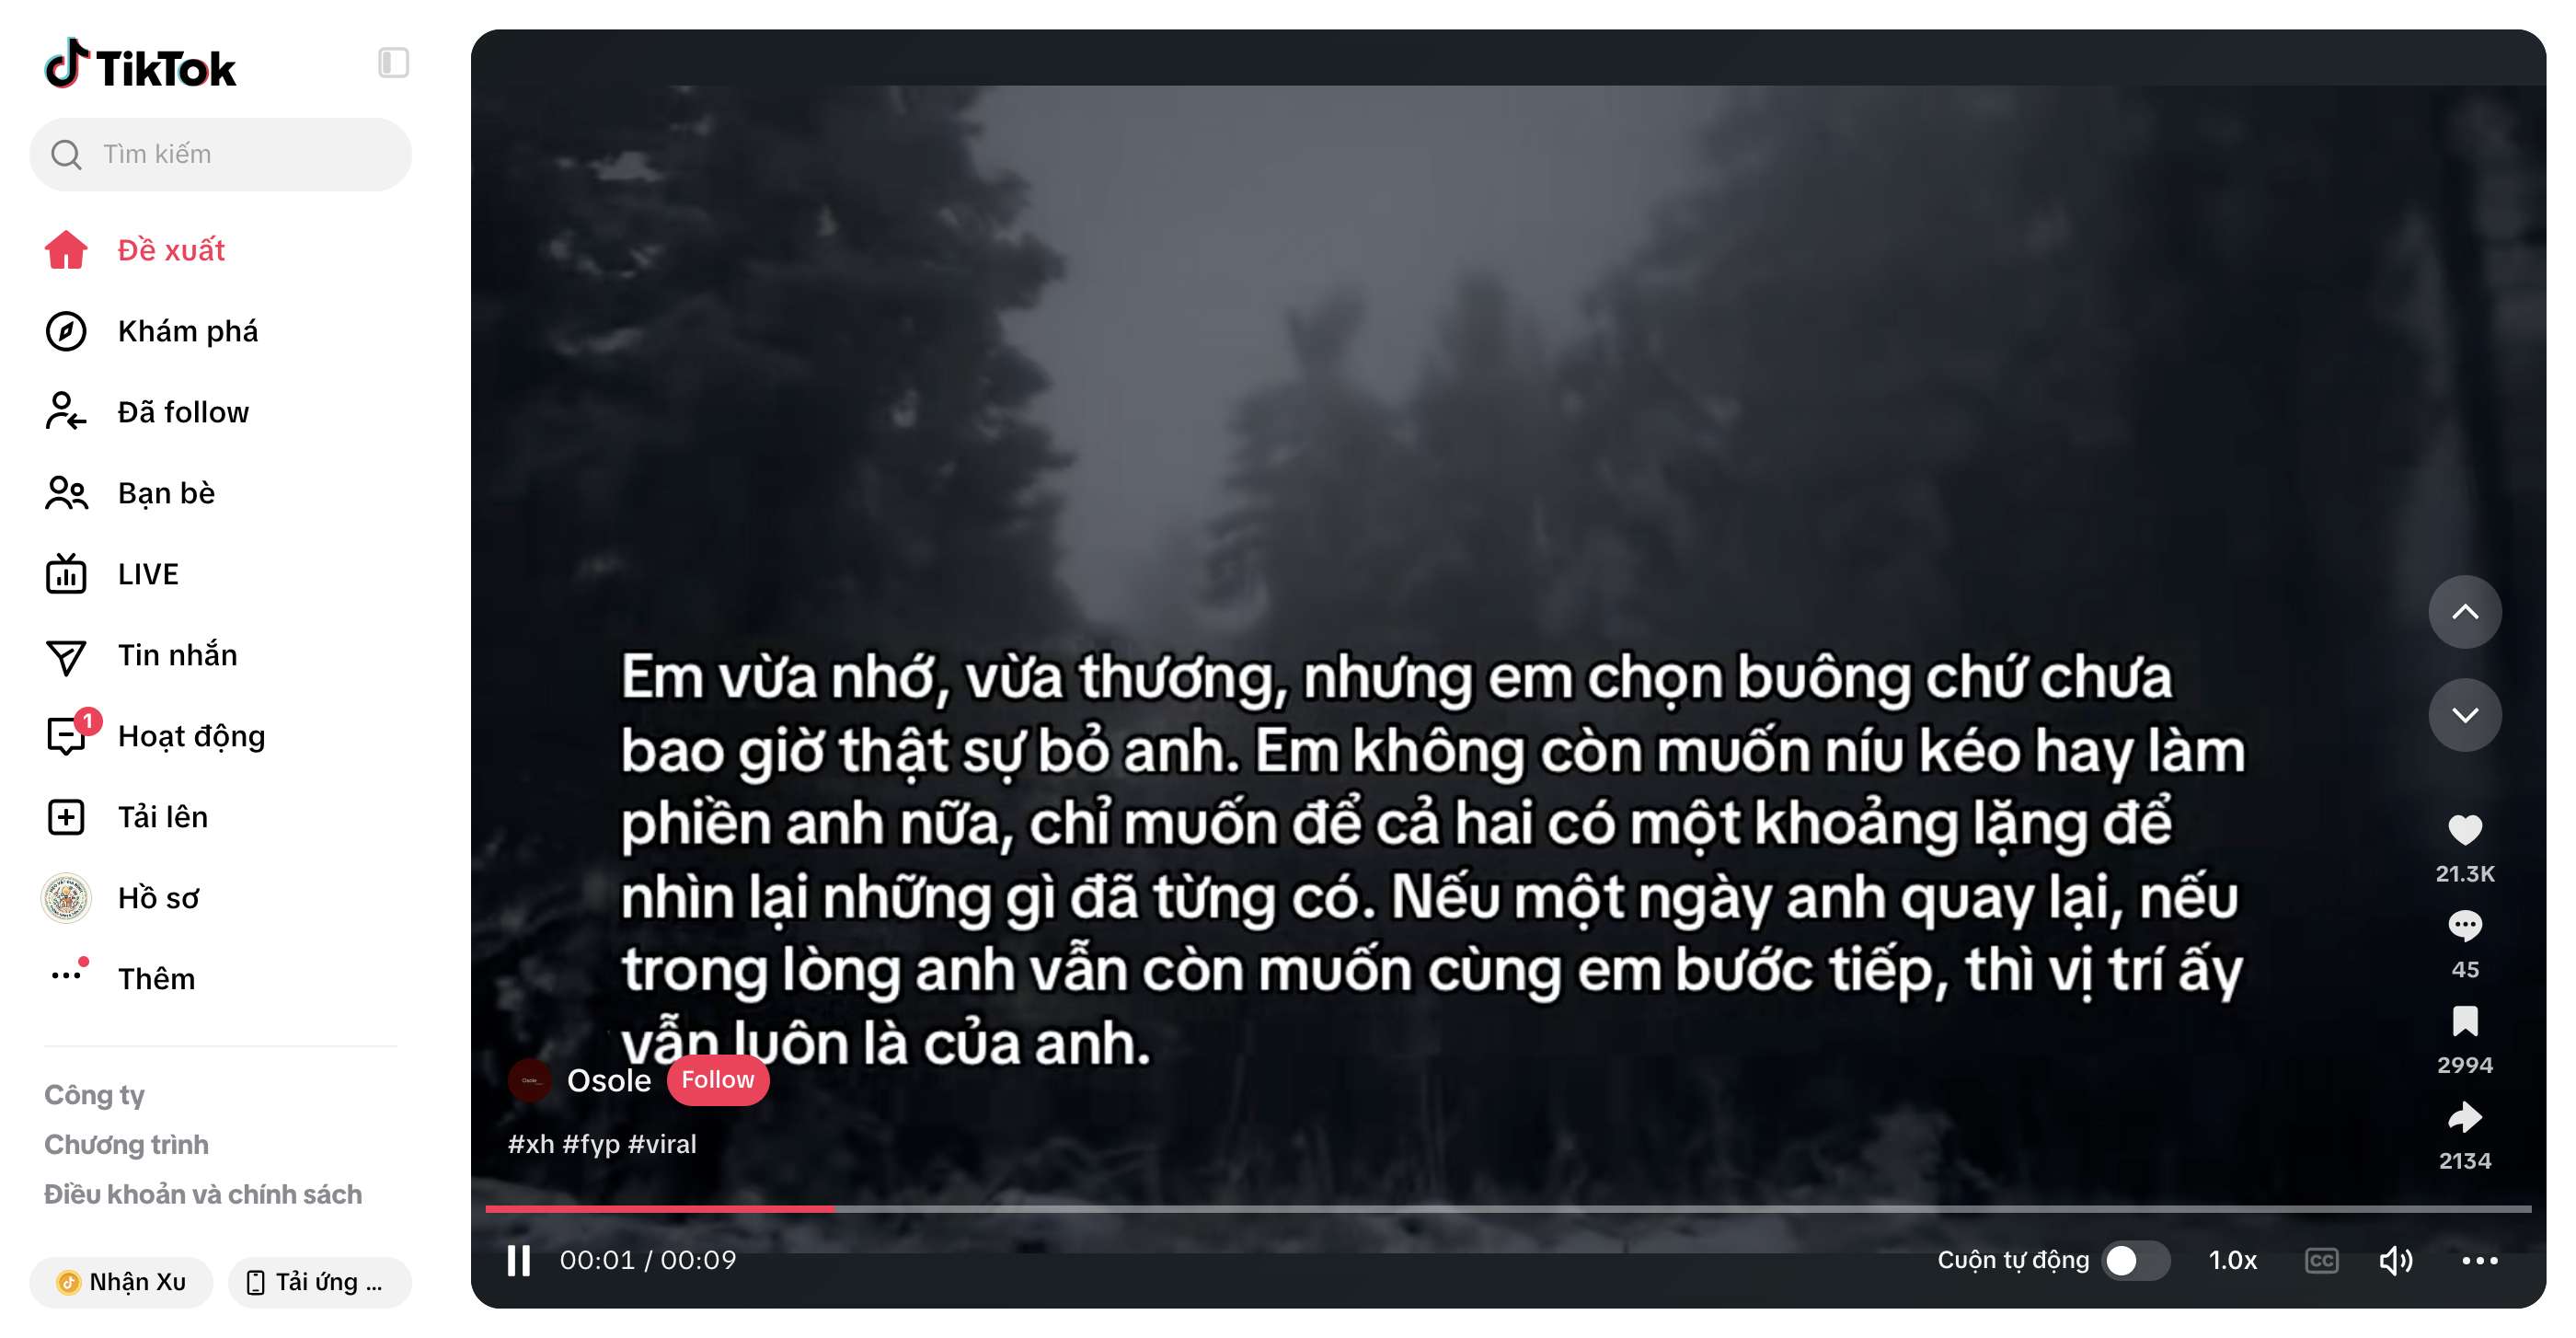 TikTok
Tìm kiếm
Đề xuất
Khám phá
Đã follow
Bạn bè
LIVE
Tin nhắn
1
Hoạt động
Tải lên
Hồ sơ
Thêm
Công ty
Chương trình
Điều khoản và chính sách
Nhận Xu
Tải ứng ...
Em vừa nhớ, vừa thương, nhưng em chọn buông chứ chưa
bao giờ thật sự bỏ anh. Em không còn muốn níu kéo hay làm
phiền anh nữa, chỉ muốn để cả hai có một khoảng lặng để
nhìn lại những gì đã từng có. Nếu một ngày anh quay lại, nếu
trong lòng anh vẫn còn muốn cùng em bước tiếp, thì vị trí ấy
vẫn luôn là của anh.
Osole
Follow
#xh #fyp #viral
21.3K
45
2994
2134
00:01 / 00:09
Cuộn tự động
1.0x
CC